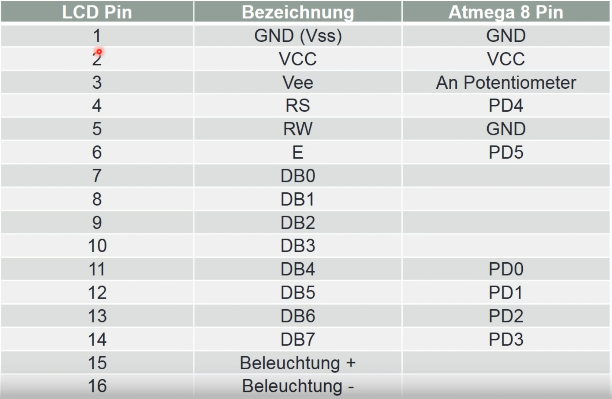 LCD Pin Bezeichnung Atmega 8 Pin
1 GND (Vss) GND
2 VCC VCC
3 Vee An Potentiometer
4 RS PD4
5 RW GND
6 E PD5
7 DB0
8 DB1
9 DB2
10 DB3
11 DB4 PD0
12 DB5 PD1
13 DB6 PD2
14 DB7 PD3
15 Beleuchtung +
16 Beleuchtung -